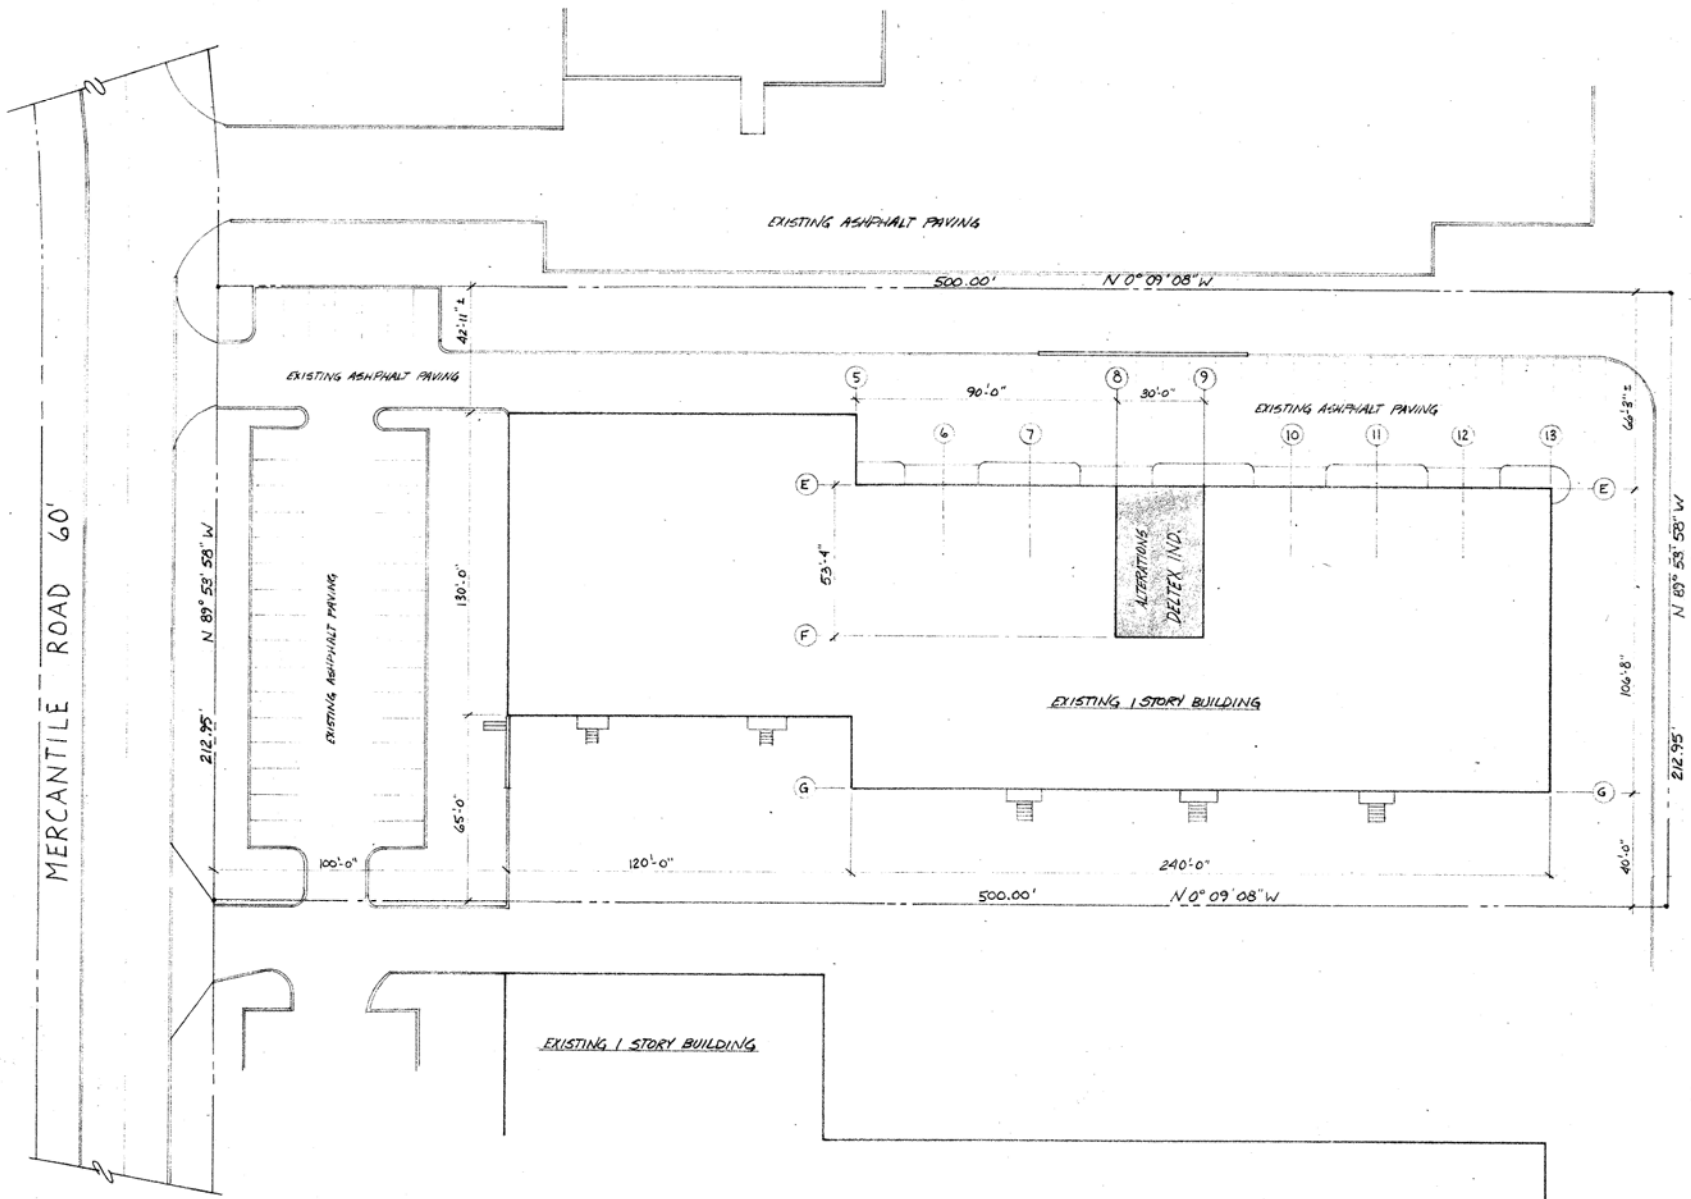 EXISTING ASHPHALT PAVING
500.00' N 0° 09' 08" W
42'-11" ±
EXISTING ASHPHALT PAVING
5
8
9
90'-0"
30'-0"
EXISTING ASHPHALT PAVING
66'-3" ±
6
7
10
11
12
13
E
E
53'-4"
ALTERATIONS
DELTEX IND.
F
MERCANTILE ROAD 60'
N 89° 53' 58" W
212.95'
EXISTING ASHPHALT PAVING
130'-0"
N 89° 53' 58" W
212.95'
106'-8"
EXISTING 1 STORY BUILDING
G
G
65'-0"
100'-0"
120'-0"
240'-0"
40'-0"
500.00' N 0° 09' 08" W
EXISTING 1 STORY BUILDING